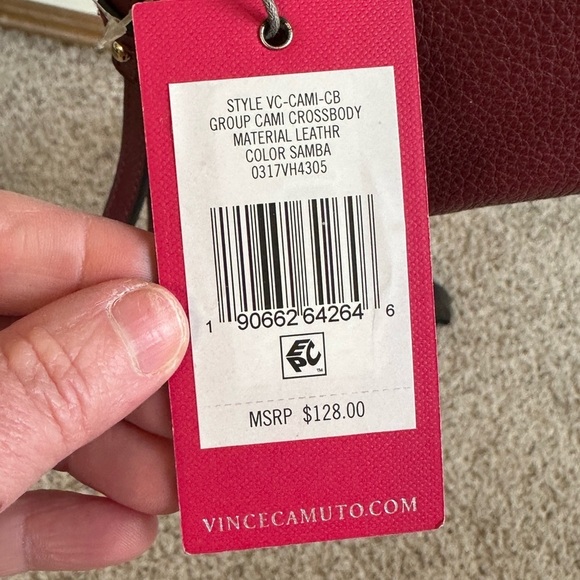 STYLE VC-CAMI-CB
GROUP CAMI CROSSBODY
MATERIAL LEATHR
COLOR SAMBA
0317VH4305
1 90662 64264 6
EPC™
MSRP $128.00
VINCECAMUTO.COM